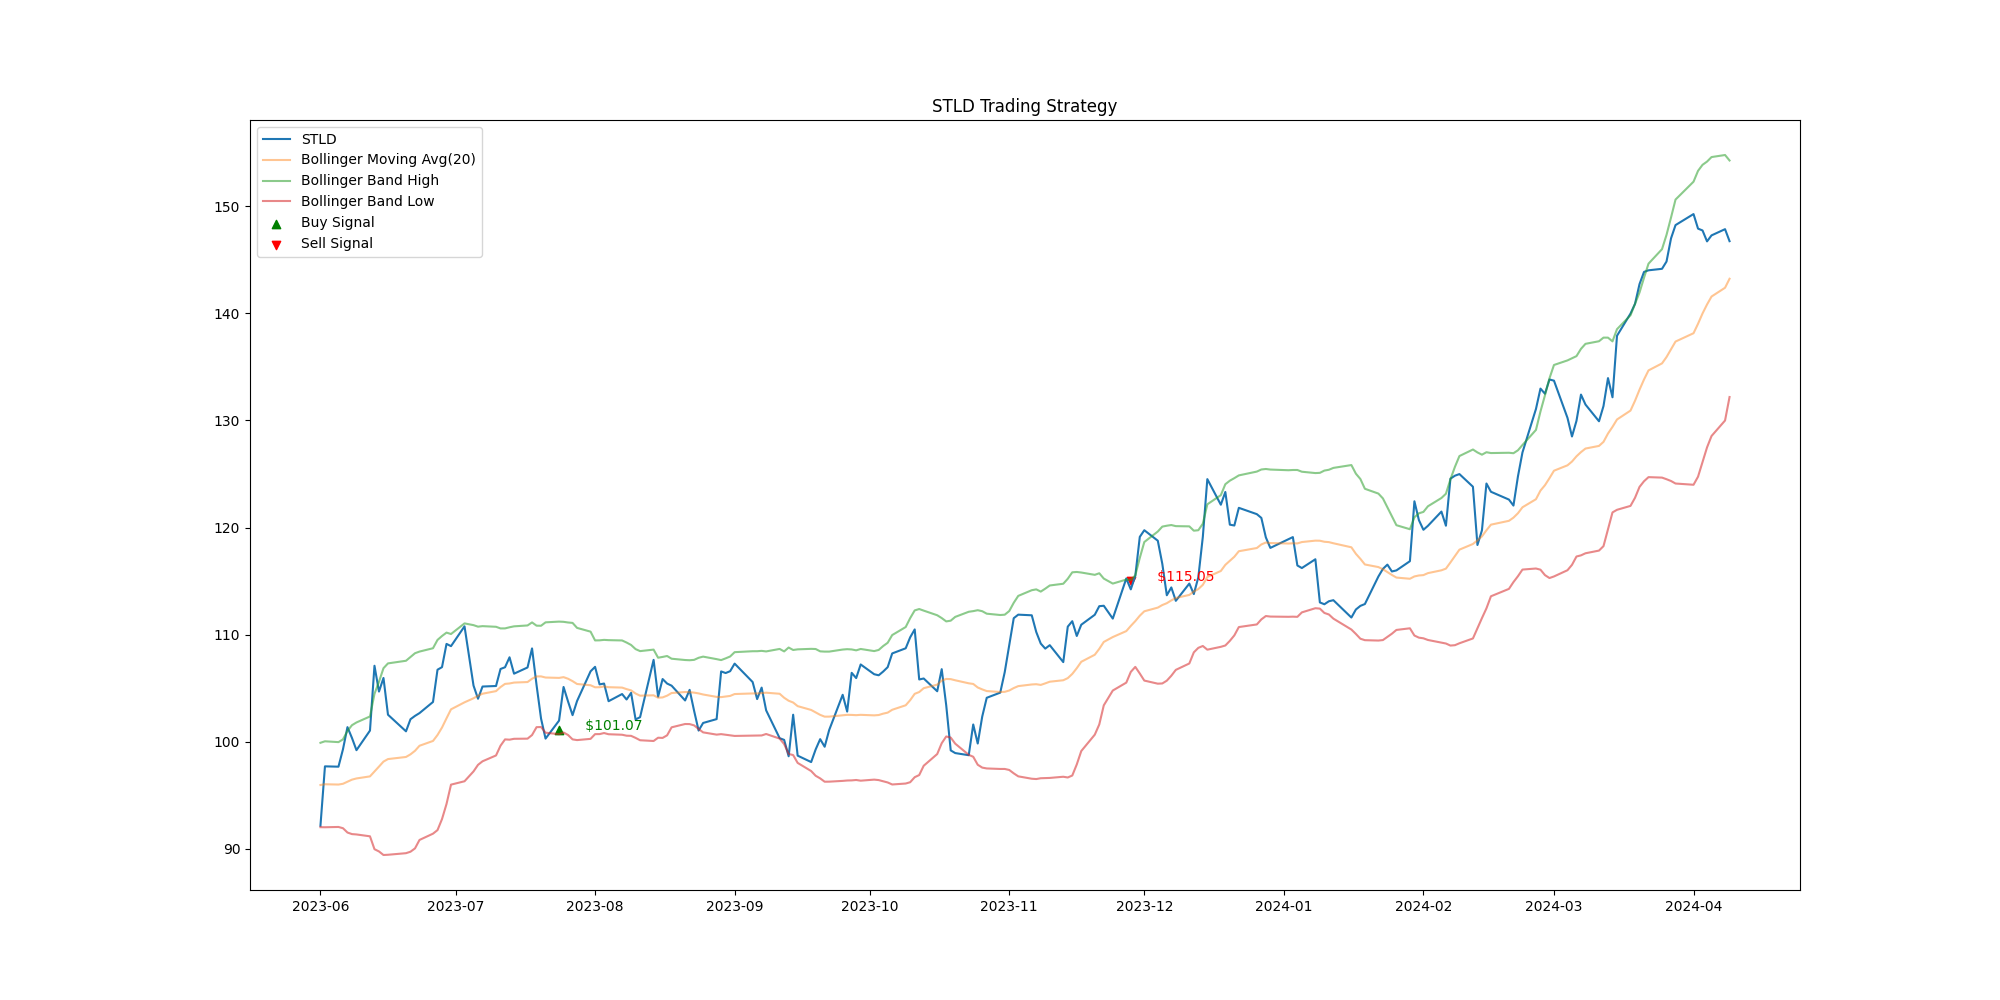 STLD Trading Strategy
STLD
Bollinger Moving Avg(20)
Bollinger Band High
Bollinger Band Low
Buy Signal
Sell Signal
150
140
130
120
110
100
90
$115.05
$101.07
2023-06 2023-07 2023-08 2023-09 2023-10 2023-11 2023-12 2024-01 2024-02 2024-03 2024-04